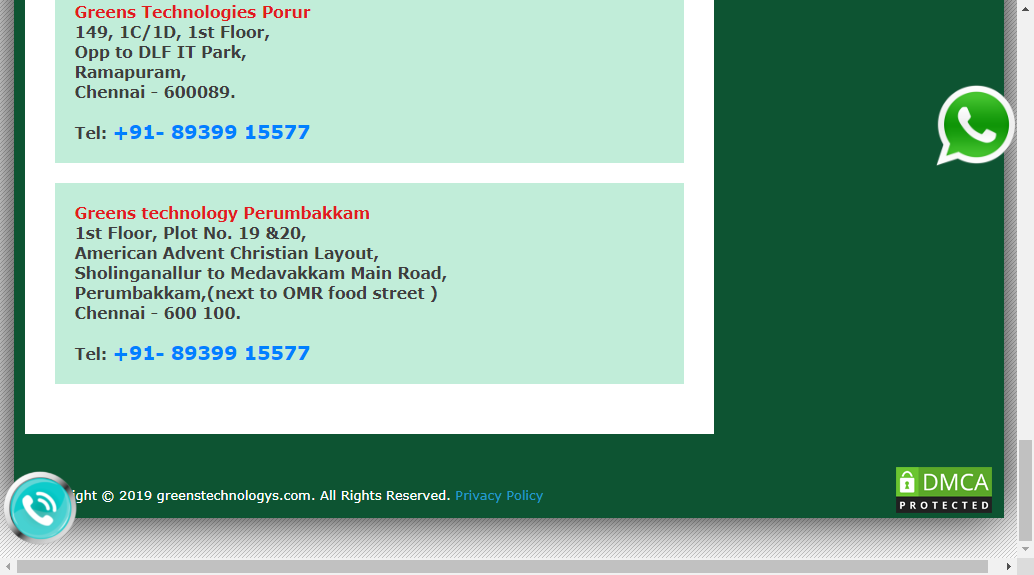 Greens Technologies Porur
149, 1C/1D, 1st Floor,
Opp to DLF IT Park,
Ramapuram,
Chennai - 600089.
Tel: +91- 89399 15577
Greens technology Perumbakkam
1st Floor, Plot No. 19 &20,
American Advent Christian Layout,
Sholinganallur to Medavakkam Main Road,
Perumbakkam,(next to OMR food street )
Chennai - 600 100.
Tel: +91- 89399 15577
ight © 2019 greenstechnologys.com. All Rights Reserved. Privacy Policy
DMCA
PROTECTED